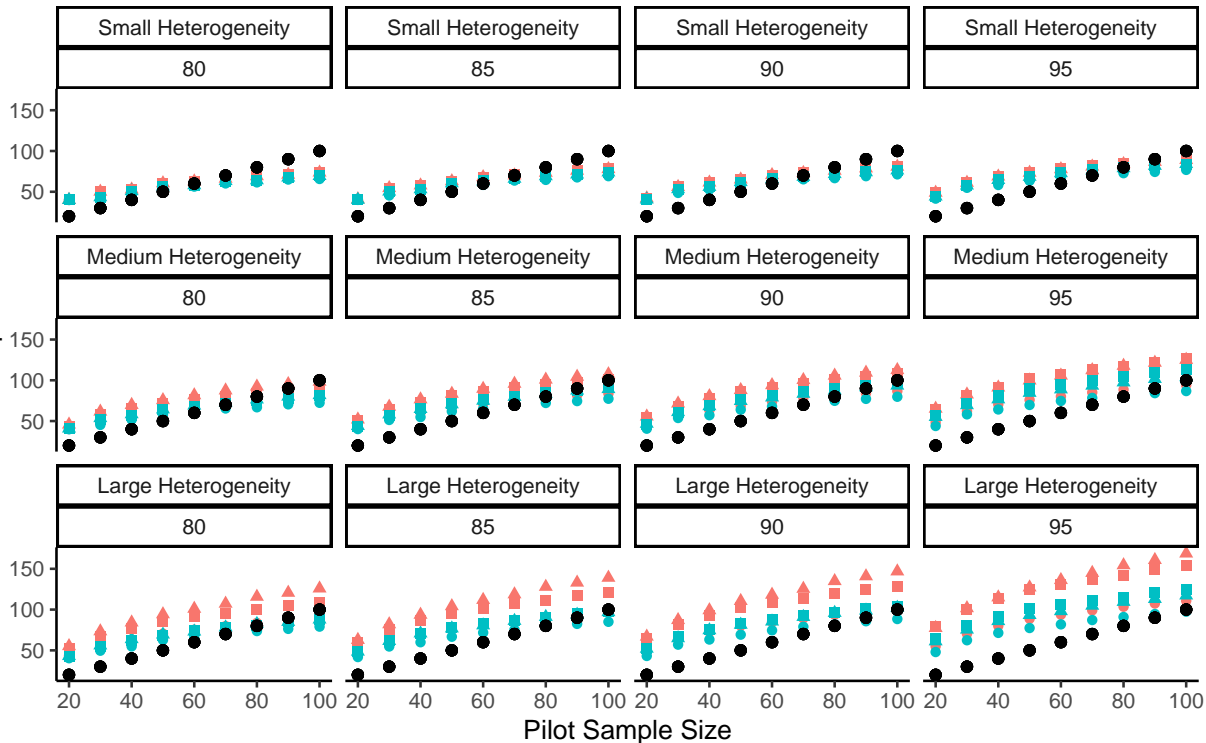 Small Heterogeneity Small Heterogeneity Small Heterogeneity Small Heterogeneity
80 85 90 95
150
100
50
Medium Heterogeneity Medium Heterogeneity Medium Heterogeneity Medium Heterogeneity
80 85 90 95
150
100
50
Large Heterogeneity Large Heterogeneity Large Heterogeneity Large Heterogeneity
80 85 90 95
150
100
50
20 40 60 80 100 20 40 60 80 100 20 40 60 80 100 20 40 60 80 100
Pilot Sample Size